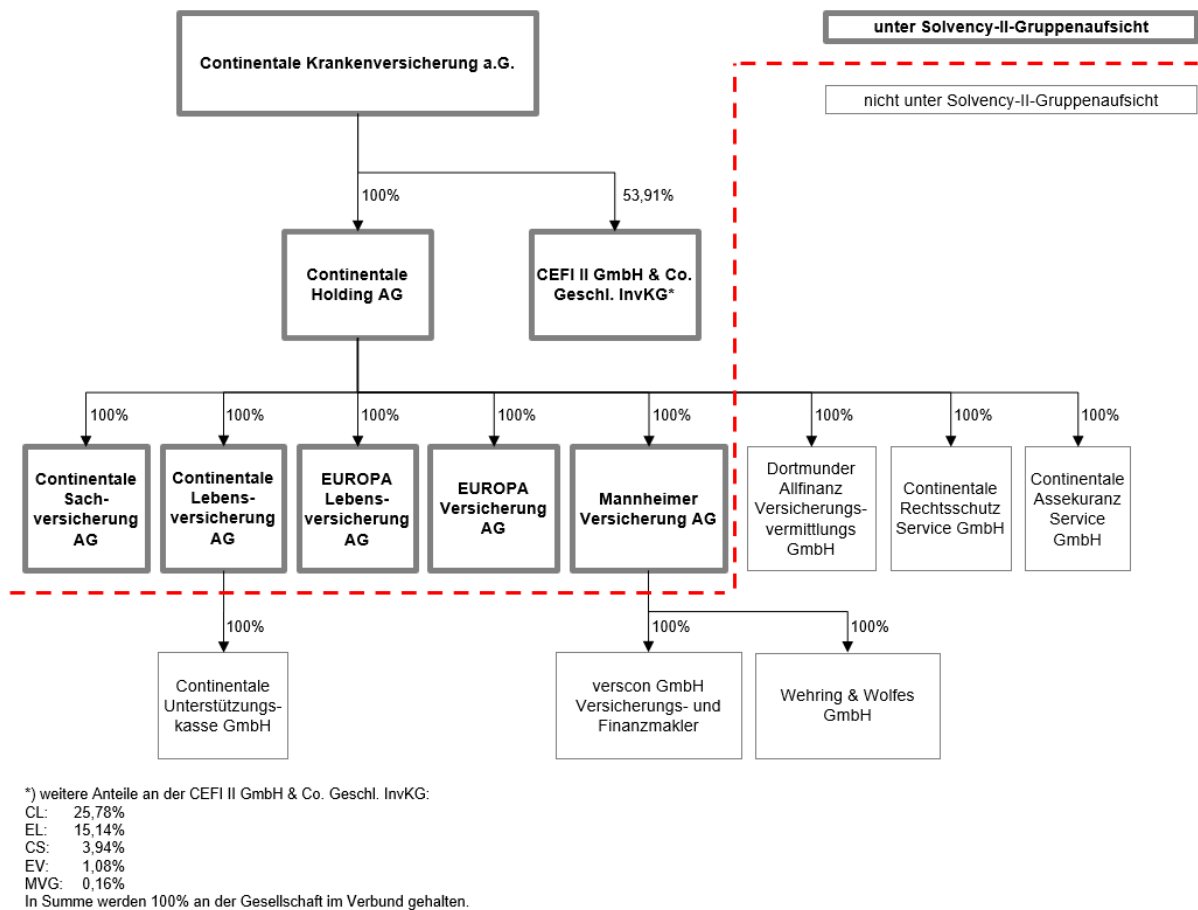 unter Solvency-II-Gruppenaufsicht
Continentale Krankenversicherung a.G.
nicht unter Solvency-II-Gruppenaufsicht
100%
53,91%
Continentale
Holding AG
CEFI II GmbH & Co.
Geschl. InvKG*
100%
100%
100%
100%
100%
100%
100%
100%
Continentale
Sach-
versicherung
AG
Continentale
Lebens-
versicherung
AG
EUROPA
Lebens-
versicherung
AG
EUROPA
Versicherung
AG
Mannheimer
Versicherung AG
Dortmunder
Allfinanz
Versicherungs-
vermittlungs
GmbH
Continentale
Rechtsschutz
Service GmbH
Continentale
Assekuranz
Service
GmbH
100%
100%
100%
Continentale
Unterstützungs-
kasse GmbH
verscon GmbH
Versicherungs- und
Finanzmakler
Wehring & Wolfes
GmbH
*) weitere Anteile an der CEFI II GmbH & Co. Geschl. InvKG:
CL: 25,78%
EL: 15,14%
CS: 3,94%
EV: 1,08%
MVG: 0,16%
In Summe werden 100% an der Gesellschaft im Verbund gehalten.